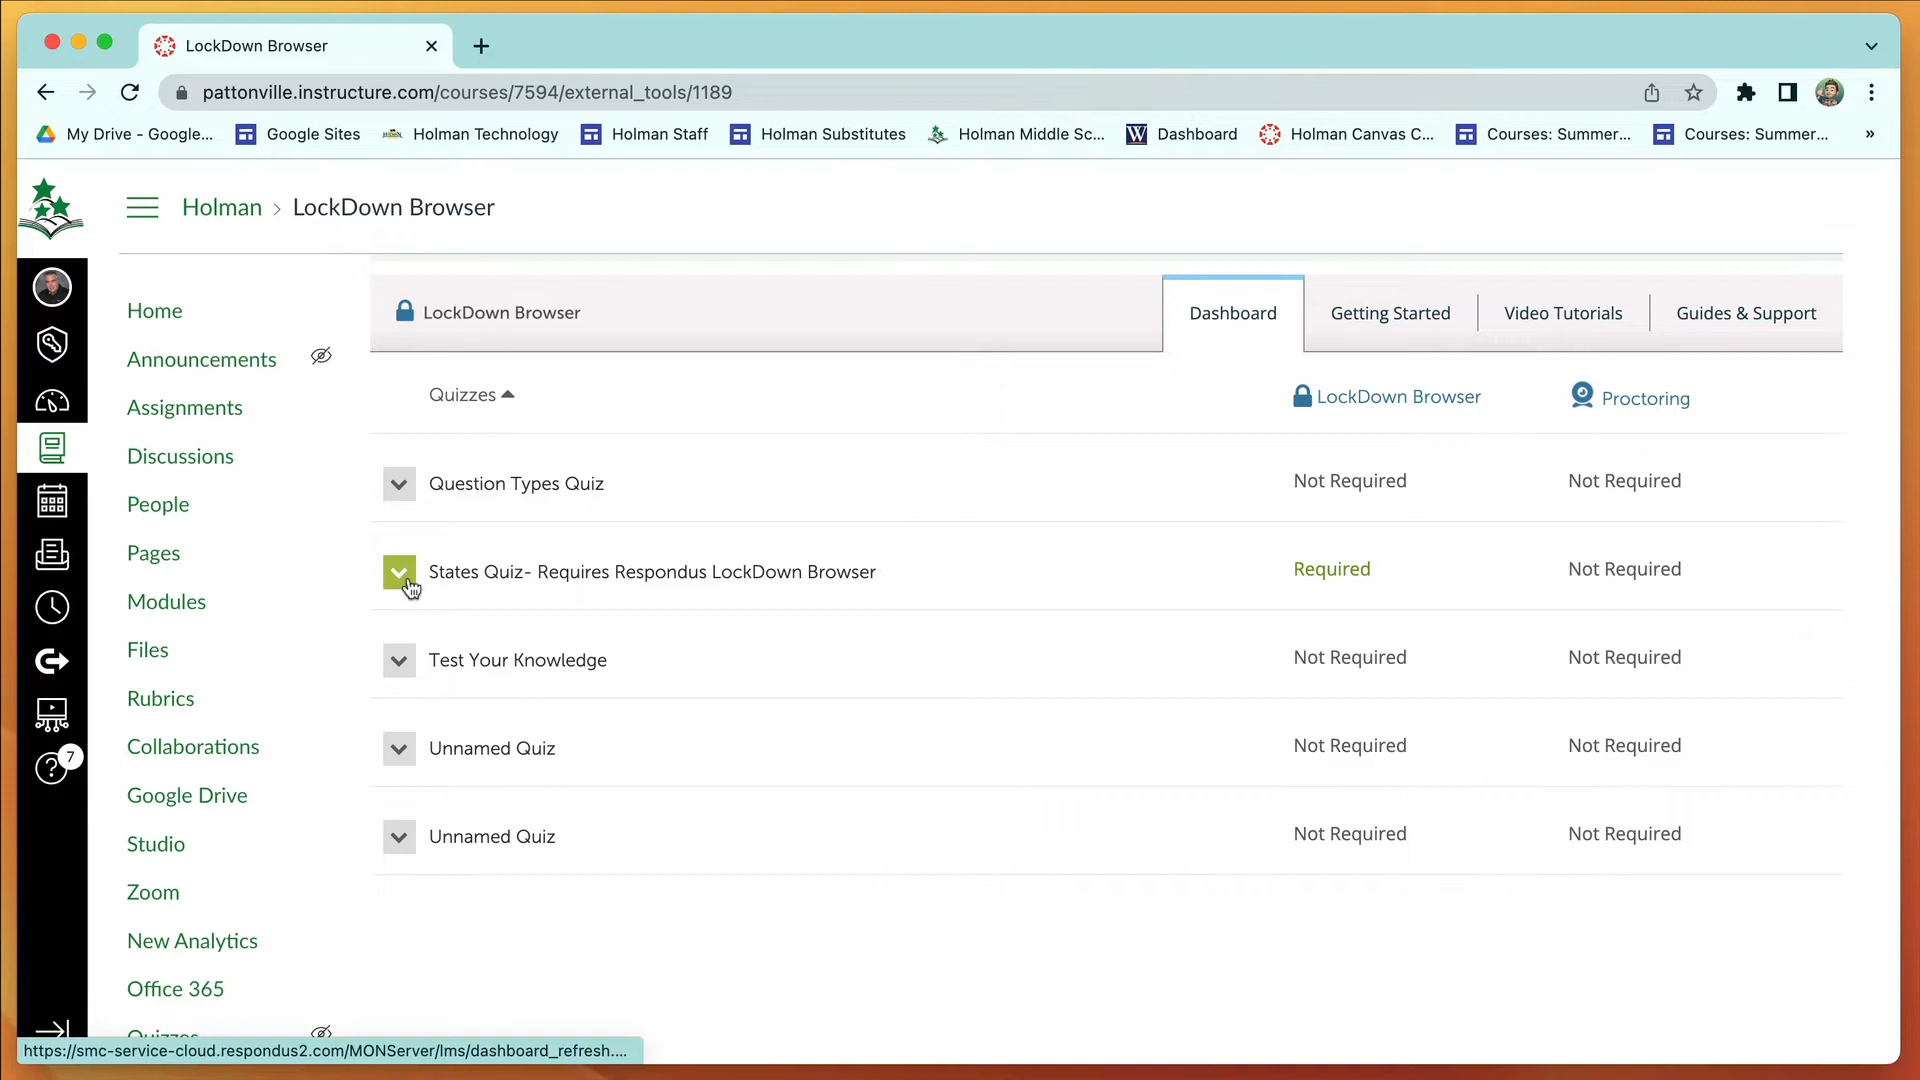 LockDown Browser
pattonville.instructure.com/courses/7594/external_tools/1189
My Drive - Google... Google Sites Holman Technology Holman Staff Holman Substitutes Holman Middle Sc... Dashboard Holman Canvas C... Courses: Summer... Courses: Summer... »
Holman > LockDown Browser
Home
Announcements
Assignments
Discussions
People
Pages
Modules
Files
Rubrics
Collaborations
Google Drive
Studio
Zoom
New Analytics
Office 365
Quizzes
7
LockDown Browser Dashboard Getting Started Video Tutorials Guides & Support
Quizzes LockDown Browser Proctoring
Question Types Quiz Not Required Not Required
States Quiz- Requires Respondus LockDown Browser Required Not Required
Test Your Knowledge Not Required Not Required
Unnamed Quiz Not Required Not Required
Unnamed Quiz Not Required Not Required
https://smc-service-cloud.respondus2.com/MONServer/lms/dashboard_refresh....